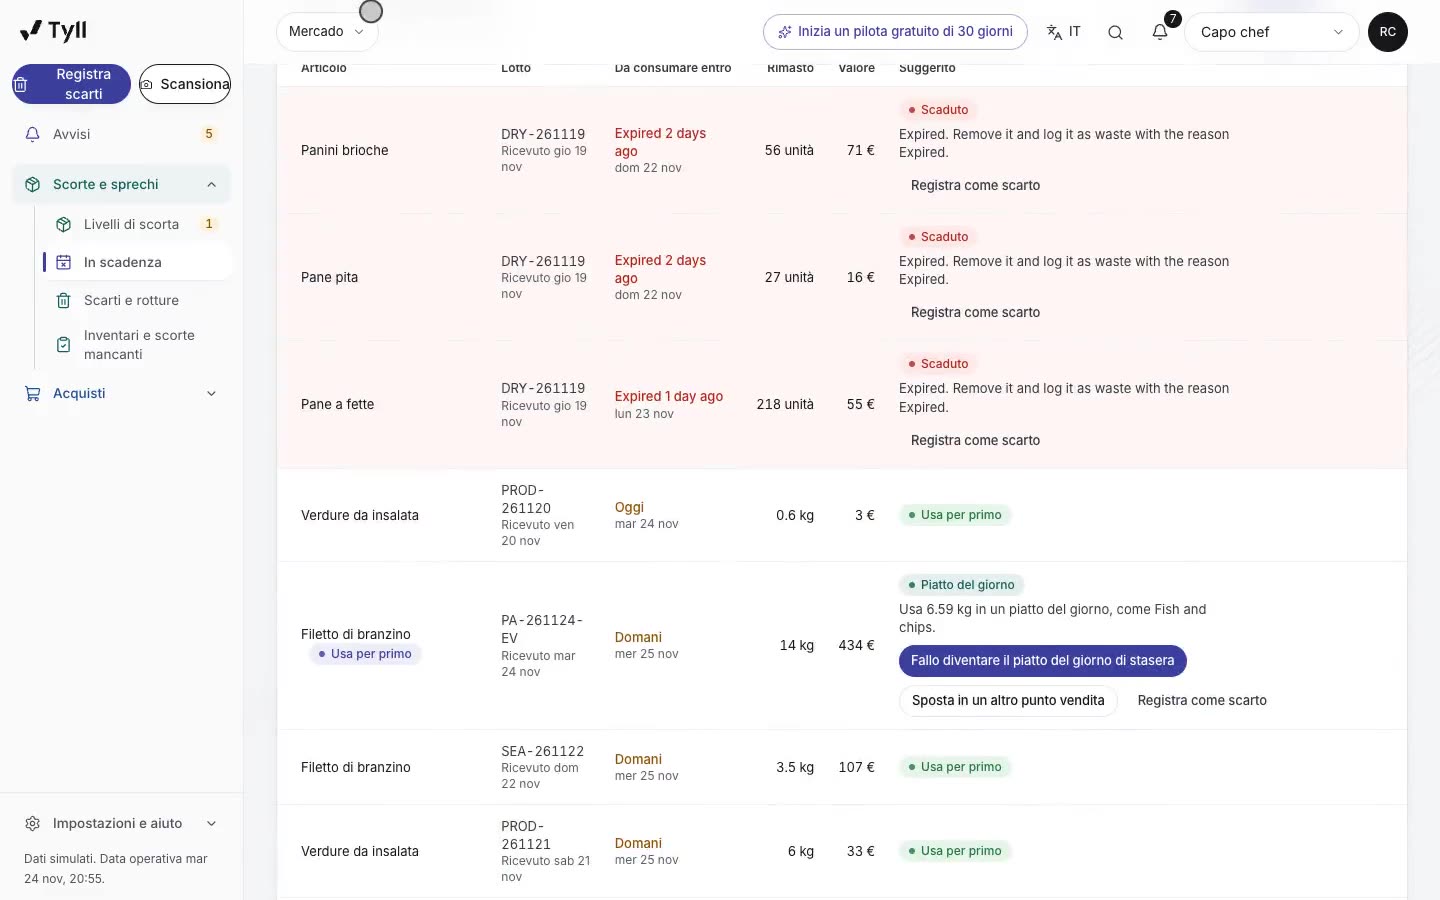 Tyll
Mercado
Inizia un pilota gratuito di 30 giorni
IT
7
Capo chef
RC
Registra
scarti
Scansiona
Avvisi
5
Scorte e sprechi
Livelli di scorta
1
In scadenza
Scarti e rotture
Inventari e scorte
mancanti
Acquisti
Impostazioni e aiuto
Dati simulati. Data operativa mar
24 nov, 20:55.
Articolo
Lotto
Da consumare entro
Rimasto
Valore
Suggerito
Panini brioche
DRY-261119
Ricevuto gio 19
nov
Expired 2 days
ago
dom 22 nov
56 unità
71 €
Scaduto
Expired. Remove it and log it as waste with the reason
Expired.
Registra come scarto
Pane pita
DRY-261119
Ricevuto gio 19
nov
Expired 2 days
ago
dom 22 nov
27 unità
16 €
Scaduto
Expired. Remove it and log it as waste with the reason
Expired.
Registra come scarto
Pane a fette
DRY-261119
Ricevuto gio 19
nov
Expired 1 day ago
lun 23 nov
218 unità
55 €
Scaduto
Expired. Remove it and log it as waste with the reason
Expired.
Registra come scarto
Verdure da insalata
PROD-
261120
Ricevuto ven
20 nov
Oggi
mar 24 nov
0.6 kg
3 €
Usa per primo
Filetto di branzino
Usa per primo
PA-261124-
EV
Ricevuto mar
24 nov
Domani
mer 25 nov
14 kg
434 €
Piatto del giorno
Usa 6.59 kg in un piatto del giorno, come Fish and
chips.
Fallo diventare il piatto del giorno di stasera
Sposta in un altro punto vendita
Registra come scarto
Filetto di branzino
SEA-261122
Ricevuto dom
22 nov
Domani
mer 25 nov
3.5 kg
107 €
Usa per primo
Verdure da insalata
PROD-
261121
Ricevuto sab 21
nov
Domani
mer 25 nov
6 kg
33 €
Usa per primo